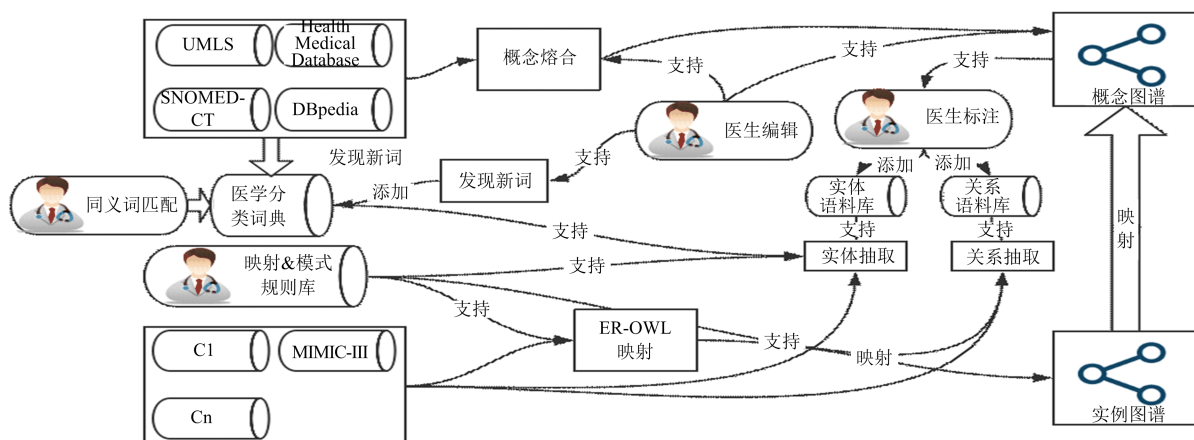 UMLS
Health
Medical
Database
SNOMED-
CT
DBpedia
概念熔合
支持
支持
支持
概念图谱
医生编辑
医生标注
发现新词
支持
添加
添加
同义词匹配
医学分
类词典
添加
发现新词
实体
语料库
关系
语料库
支持
支持
支持
映射
映射&模式
规则库
支持
实体抽取
关系抽取
支持
ER-OWL
映射
支持
映射
C1
MIMIC-III
Cn
实例图谱